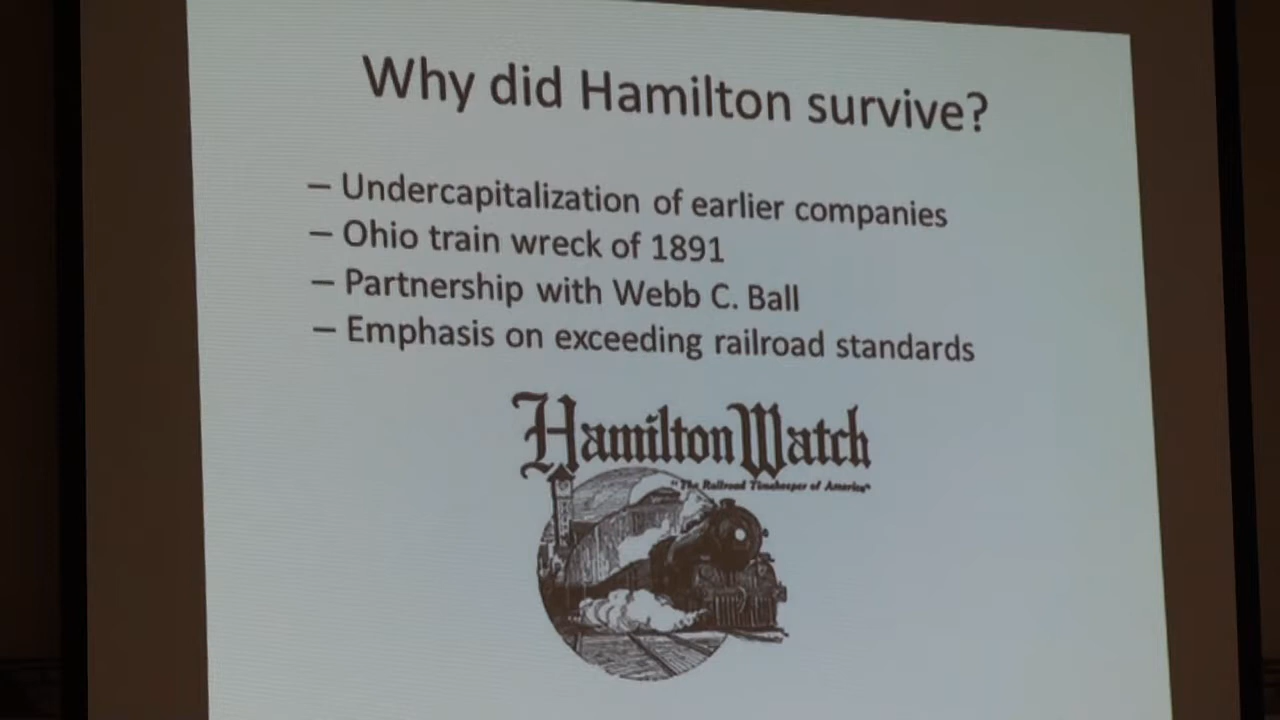 Why did Hamilton survive?
– Undercapitalization of earlier companies
– Ohio train wreck of 1891
– Partnership with Webb C. Ball
– Emphasis on exceeding railroad standards
Hamilton Watch
"The Railroad Timekeeper of America"